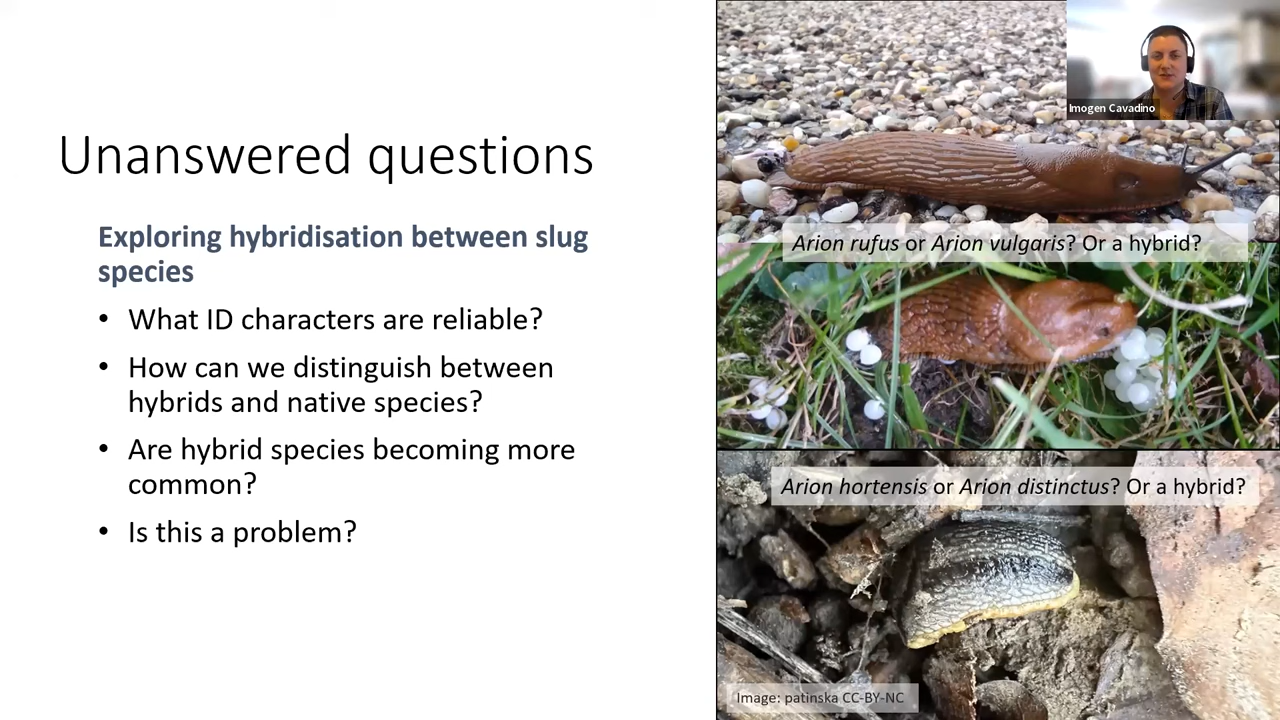 Unanswered questions
Exploring hybridisation between slug
species
• What ID characters are reliable?
• How can we distinguish between
hybrids and native species?
• Are hybrid species becoming more
common?
• Is this a problem?
Imogen Cavadino
Arion rufus or Arion vulgaris? Or a hybrid?
Arion hortensis or Arion distinctus? Or a hybrid?
Image: patinska CC-BY-NC